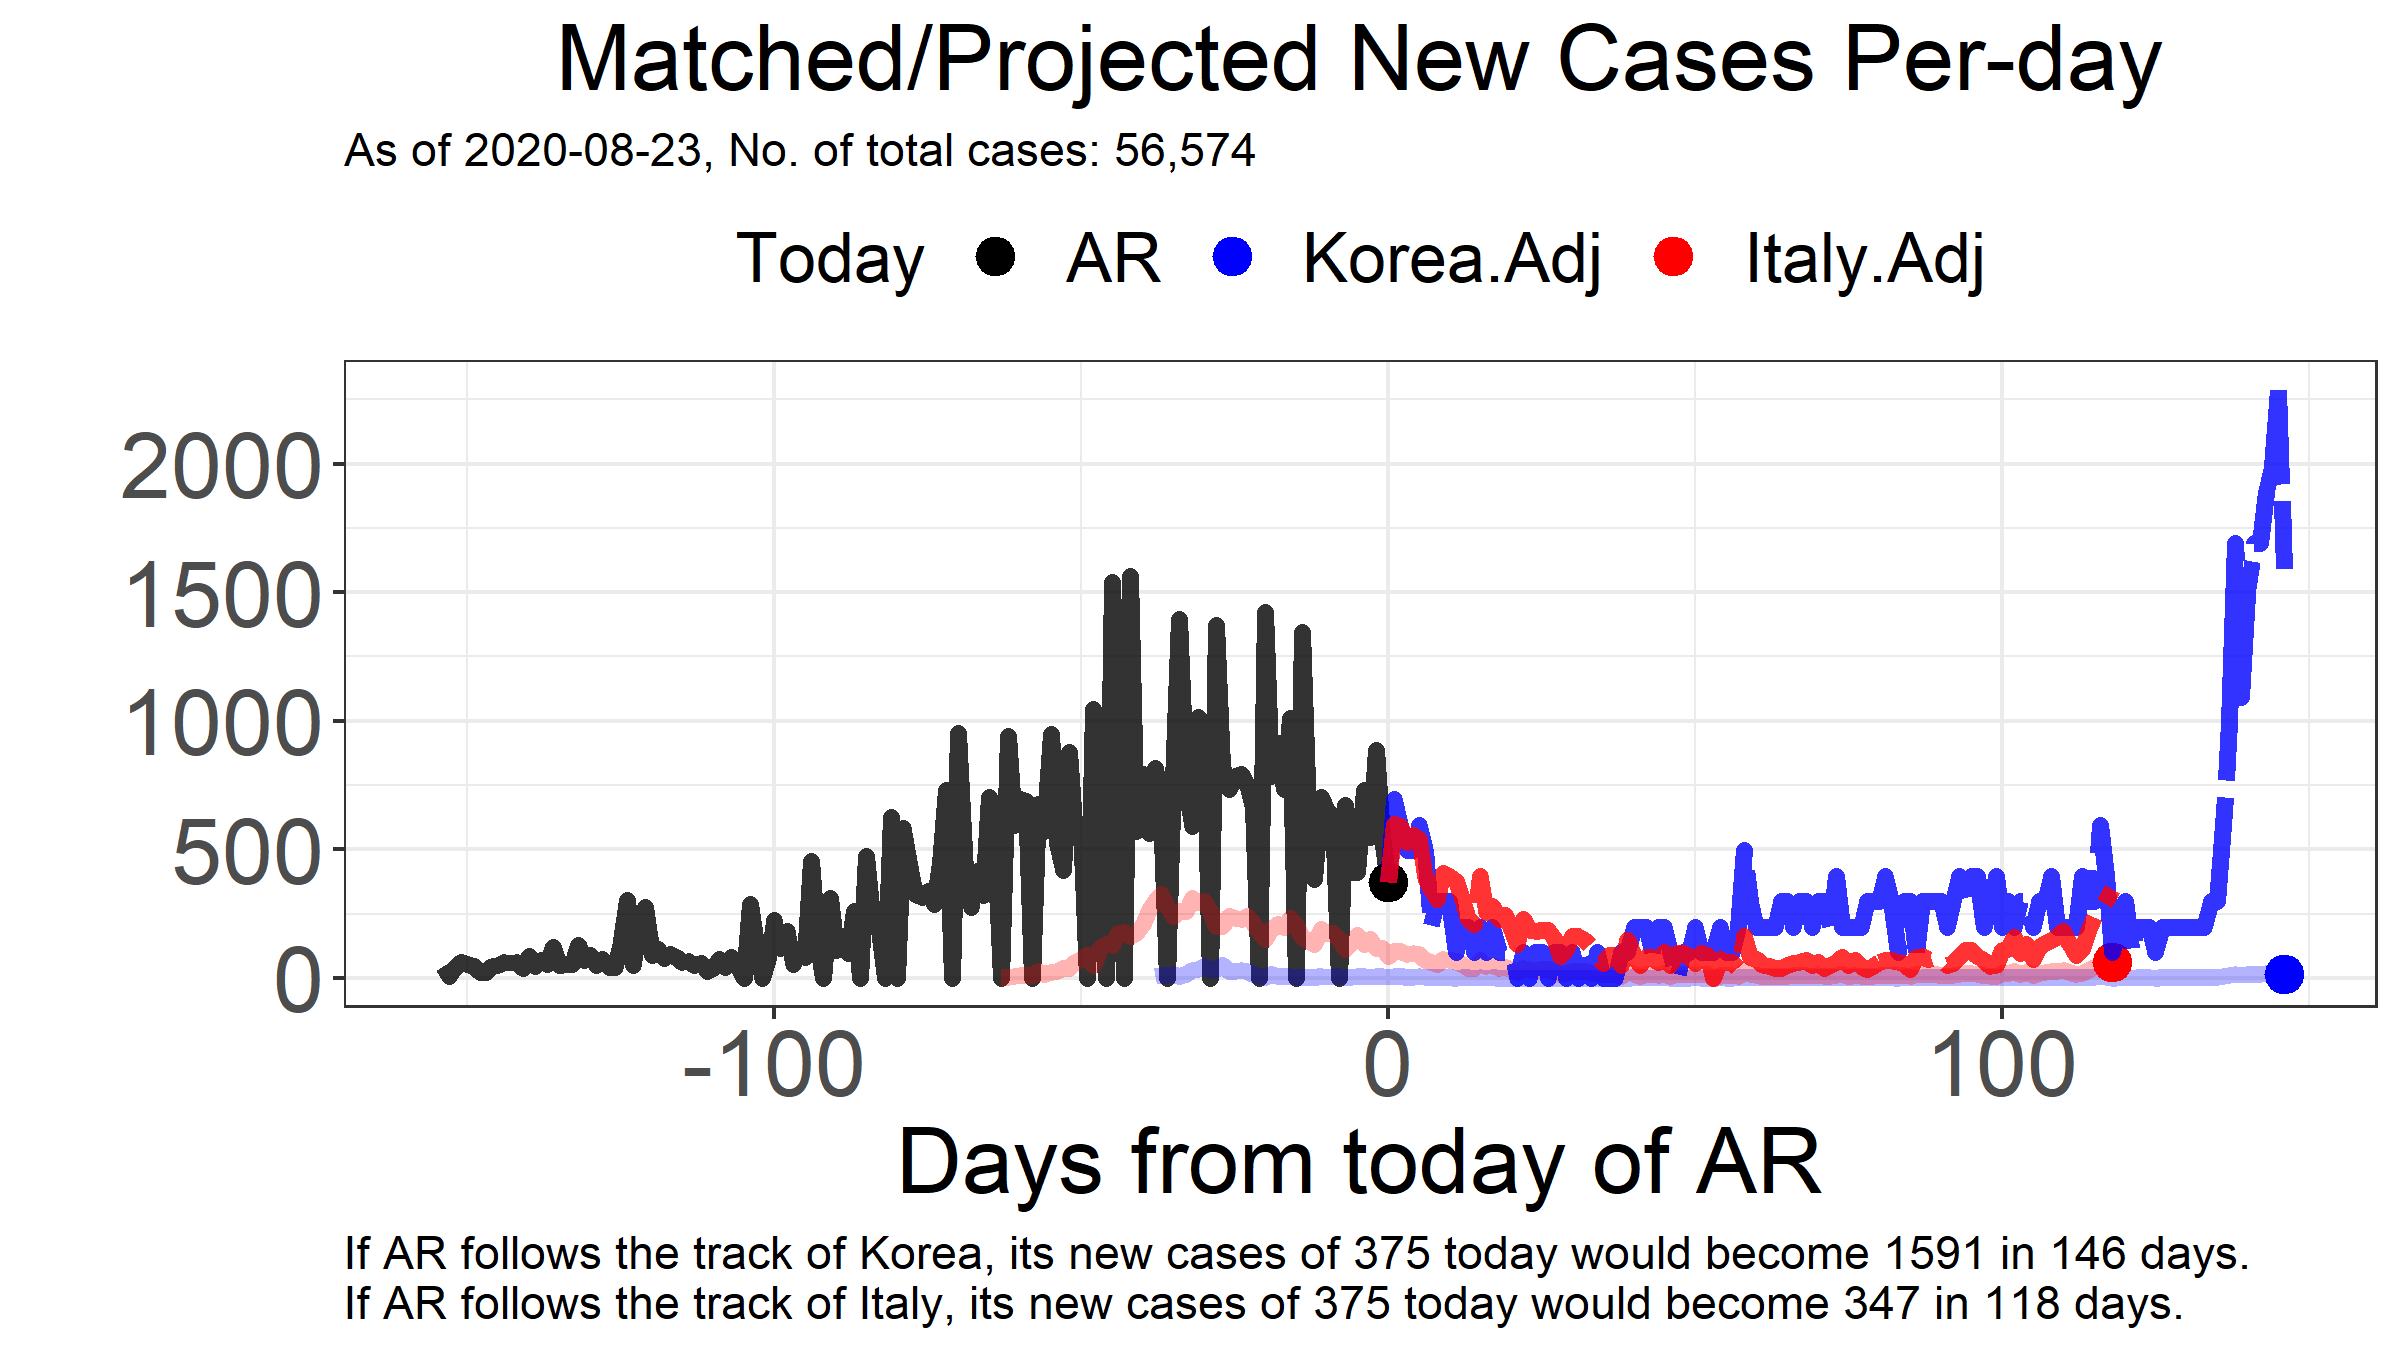 Matched/Projected New Cases Per-day
As of 2020-08-23, No. of total cases: 56,574
Today AR Korea.Adj Italy.Adj
2000
1500
1000
500
0
-100 0 100
Days from today of AR
If AR follows the track of Korea, its new cases of 375 today would become 1591 in 146 days.
If AR follows the track of Italy, its new cases of 375 today would become 347 in 118 days.